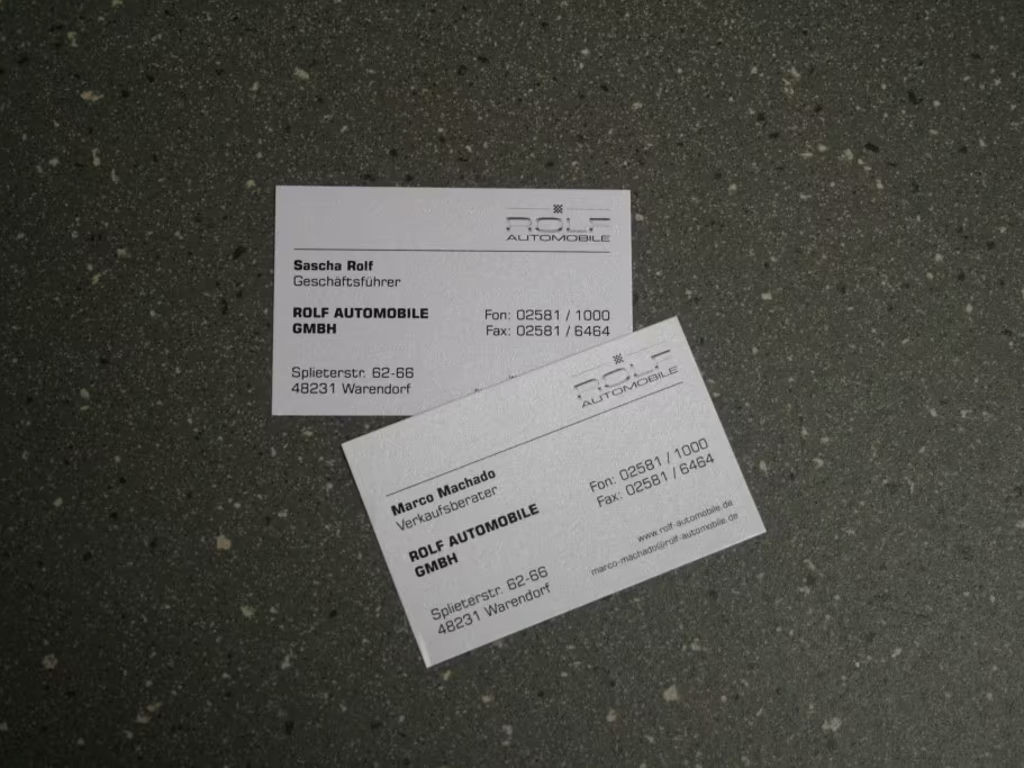 ROLF
AUTOMOBILE
Sascha Rolf
Geschäftsführer
ROLF AUTOMOBILE
GMBH
Fon: 02581 / 1000
Fax: 02581 / 6464
Splieterstr. 62-66
48231 Warendorf
ROLF
AUTOMOBILE
Marco Machado
Verkaufsberater
ROLF AUTOMOBILE
GMBH
Fon: 02581 / 1000
Fax: 02581 / 6464
www.rolf-automobile.de
marco-machado@rolf-automobile.de
Splieterstr. 62-66
48231 Warendorf